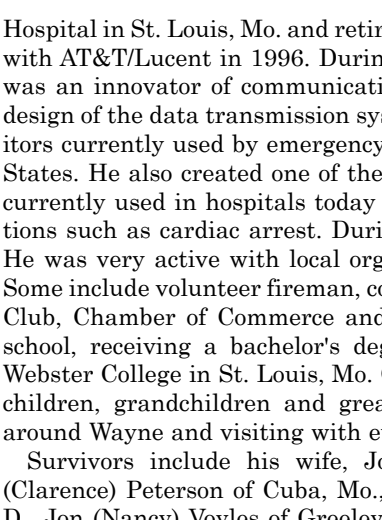 Hospital in St. Louis, Mo. and retir
with AT&T/Lucent in 1996. Durin
was an innovator of communicati
design of the data transmission sys
itors currently used by emergency
States. He also created one of the
currently used in hospitals today
tions such as cardiac arrest. Duri
He was very active with local org
Some include volunteer fireman, co
Club, Chamber of Commerce and
school, receiving a bachelor's deg
Webster College in St. Louis, Mo.
children, grandchildren and grea
around Wayne and visiting with e
Survivors include his wife, Jo
(Clarence) Peterson of Cuba, Mo.,
D., Jon (Nancy) Voyles of Greeley